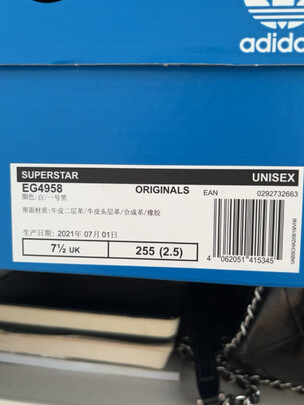 adidas
SUPERSTAR UNISEX
EG4958 ORIGINALS EAN 0292732663
颜色:白/一号黑
帮面材质:牛皮二层革/牛皮头层革/合成革/橡胶
生产日期: 2021年 07月 01日
7½ UK 255 (2.5)
4 062051 415345